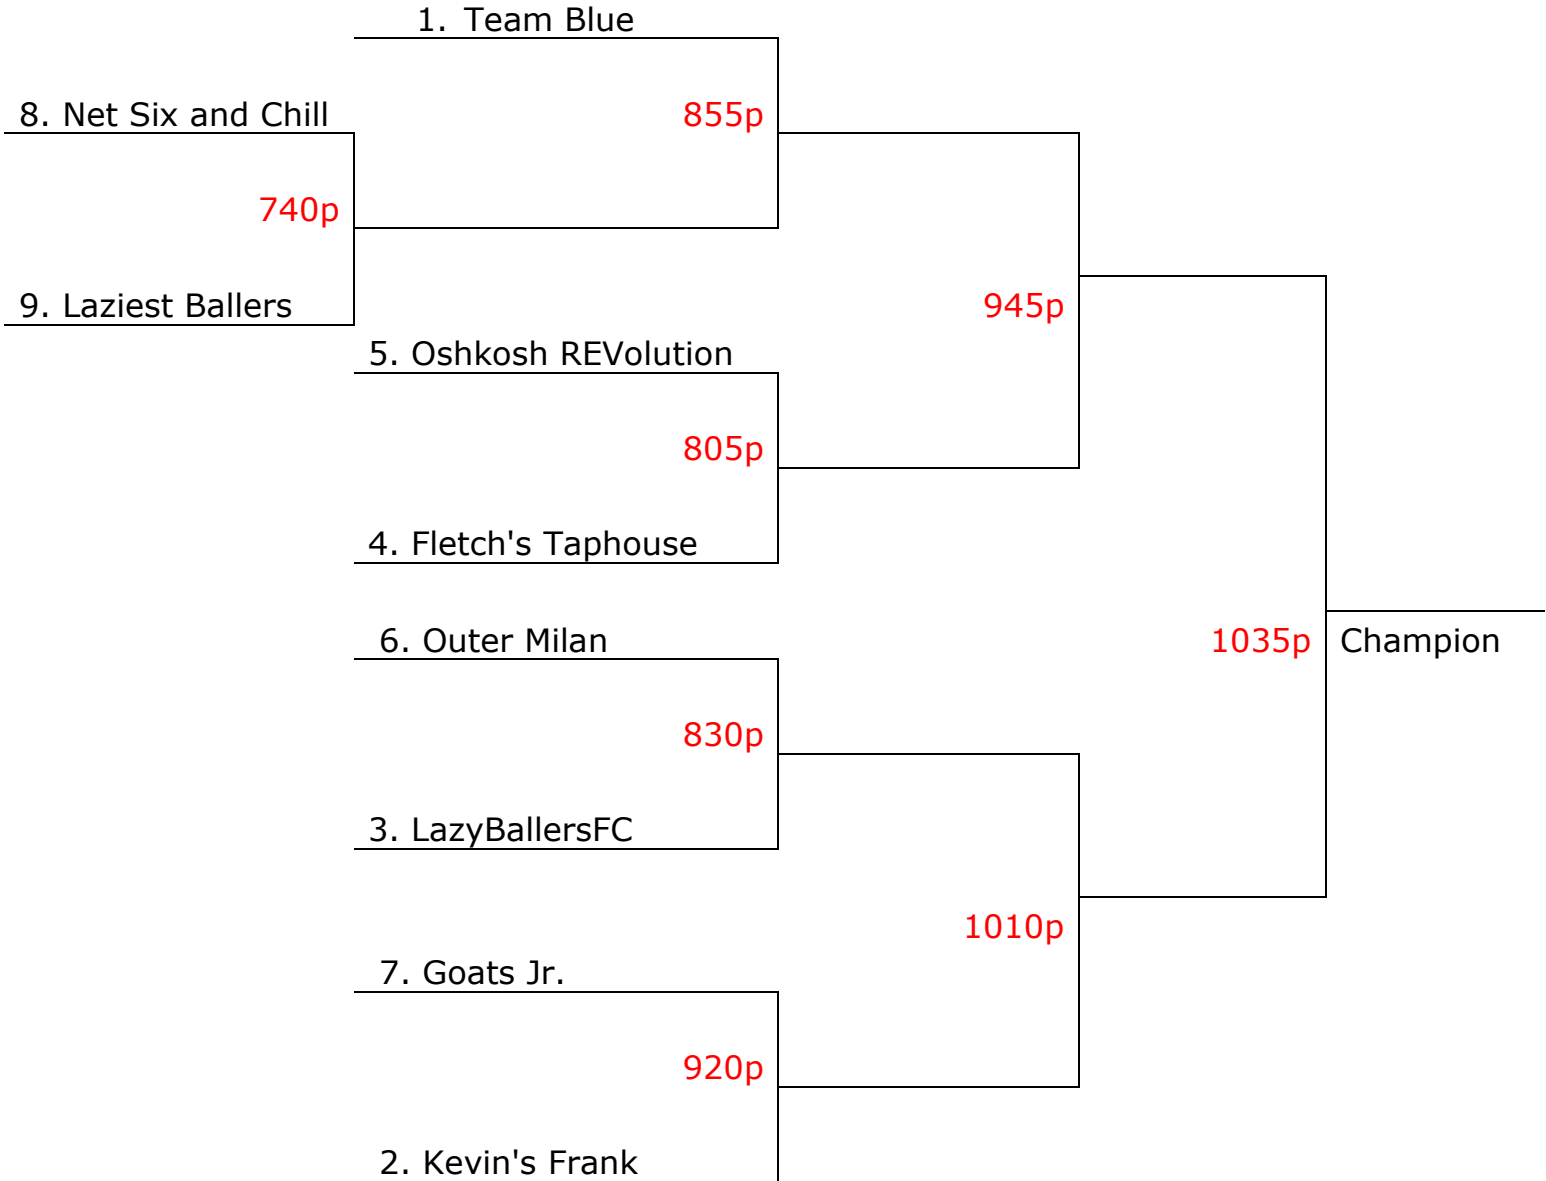 1. Team Blue
8. Net Six and Chill
855p
740p
9. Laziest Ballers
945p
5. Oshkosh REVolution
805p
4. Fletch's Taphouse
6. Outer Milan
1035p
Champion
830p
3. LazyBallersFC
1010p
7. Goats Jr.
920p
2. Kevin's Frank